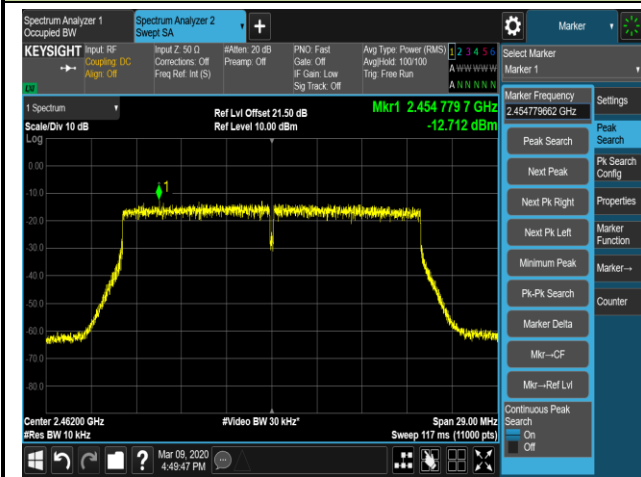 Spectrum Analyzer 1
Occupied BW
Spectrum Analyzer 2
Swept SA
+
Marker
KEYSIGHT
Input: RF
Coupling: DC
Align: Off
Input Z: 50 Ω
Corrections: Off
Freq Ref: Int (S)
#Atten: 20 dB
Preamp: Off
PNO: Fast
Gate: Off
IF Gain: Low
Sig Track: Off
Avg Type: Power (RMS)
Avg|Hold: 100/100
Trig: Free Run
1 2 3 4 5 6
A W W W W W
A N N N N N
1 Spectrum
Scale/Div 10 dB
Log
Ref Lvl Offset 21.50 dB
Ref Level 10.00 dBm
Mkr1 2.454 779 7 GHz
-12.712 dBm
1
0.00
-10.0
-20.0
-30.0
-40.0
-50.0
-60.0
-70.0
-80.0
Center 2.46200 GHz
#Res BW 10 kHz
#Video BW 30 kHz*
Span 29.00 MHz
Sweep 117 ms (11000 pts)
Select Marker
Marker 1
Marker Frequency
2.454779662 GHz
Peak Search
Next Peak
Next Pk Right
Next Pk Left
Minimum Peak
Pk-Pk Search
Marker Delta
Mkr→CF
Mkr→Ref Lvl
Continuous Peak
Search
On
Off
Settings
Peak
Search
Pk Search
Config
Properties
Marker
Function
Marker→
Counter
?
Mar 09, 2020
4:49:47 PM